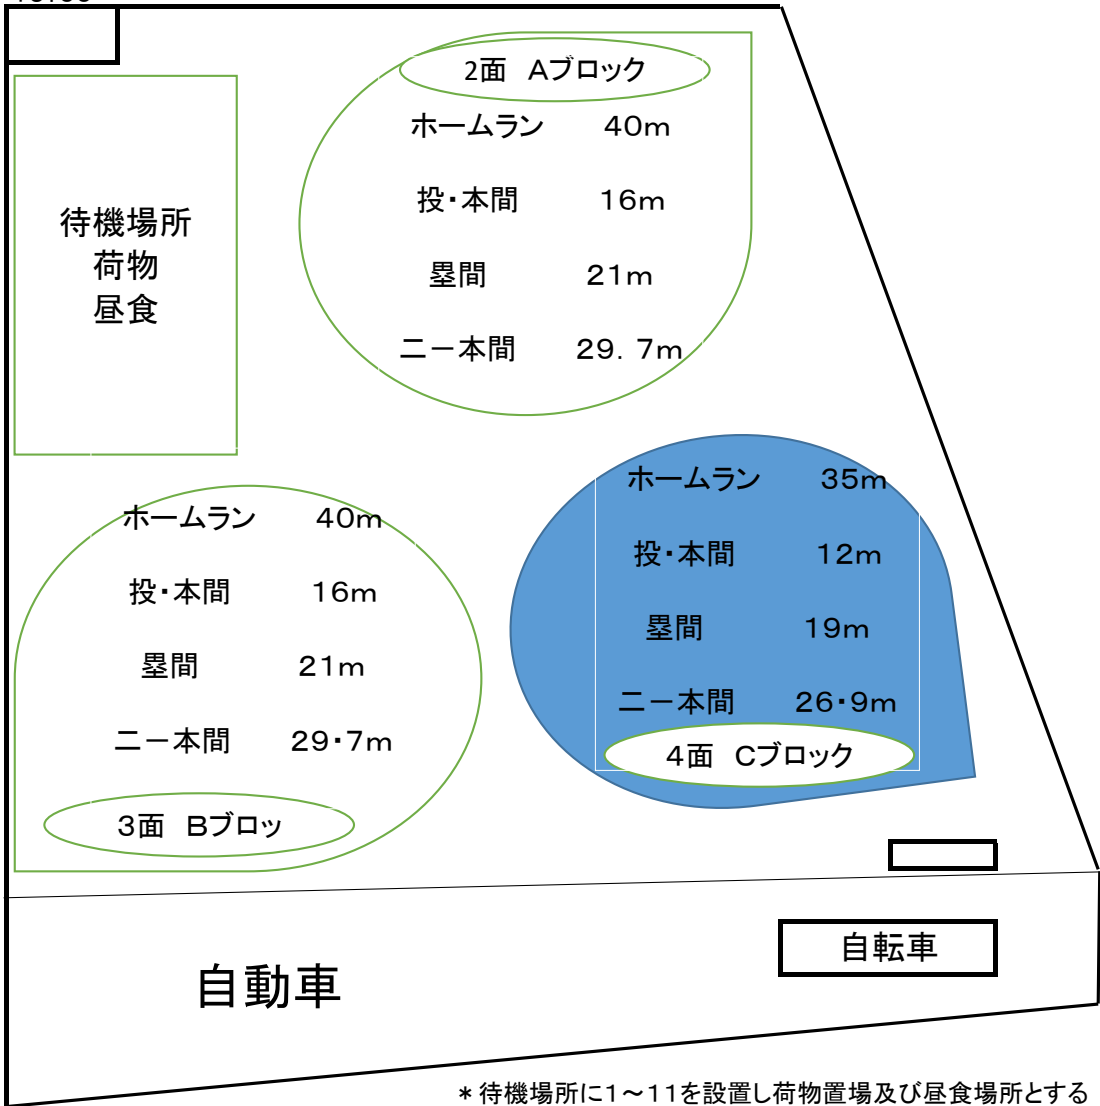 2面　Aブロック
ホームラン　40m
投・本間　16m
塁間　21m
二ー本間　29．7m
待機場所
荷物
昼食
ホームラン　40m
投・本間　16m
塁間　21m
二ー本間　29・7m
3面　Bブロッ
ホームラン　35m
投・本間　12m
塁間　19m
二ー本間　26・9m
4面　Cブロック
自転車
自動車
＊待機場所に1～11を設置し荷物置場及び昼食場所とする